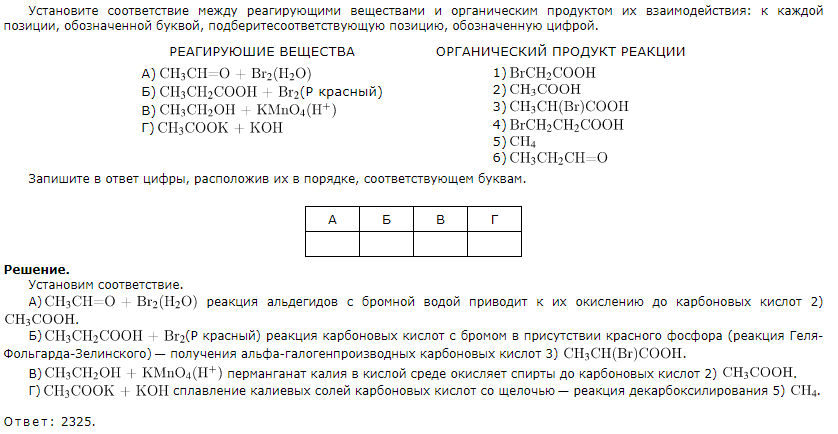 Установите соответствие между реагирующими веществами и органическим продуктом их взаимодействия: к каждой
позиции, обозначенной буквой, подберитесоответствующую позицию, обозначенную цифрой.
РЕАГИРУЮШИЕ ВЕЩЕСТВА
А) CH₃CH=O + Br₂(H₂O)
Б) CH₃CH₂COOH + Br₂(Р красный)
В) CH₃CH₂OH + KMnO₄(H⁺)
Г) CH₃COOK + KOH
ОРГАНИЧЕСКИЙ ПРОДУКТ РЕАКЦИИ
1) BrCH₂COOH
2) CH₃COOH
3) CH₃CH(Br)COOH
4) BrCH₂CH₂COOH
5) CH₄
6) CH₃CH₂CH=O
Запишите в ответ цифры, расположив их в порядке, соответствующем буквам.
А Б В Г
Решение.
Установим соответствие.
А) CH₃CH=O + Br₂(H₂O) реакция альдегидов с бромной водой приводит к их окислению до карбоновых кислот 2)
CH₃COOH.
Б) CH₃CH₂COOH + Br₂(Р красный) реакция карбоновых кислот с бромом в присутствии красного фосфора (реакция Геля-
Фольгарда-Зелинского) — получения альфа-галогенпроизводных карбоновых кислот 3) CH₃CH(Br)COOH.
В) CH₃CH₂OH + KMnO₄(H⁺) перманганат калия в кислой среде окисляет спирты до карбоновых кислот 2) CH₃COOH.
Г) CH₃COOK + KOH сплавление калиевых солей карбоновых кислот со щелочью — реакция декарбоксилирования 5) CH₄.
Ответ: 2325.